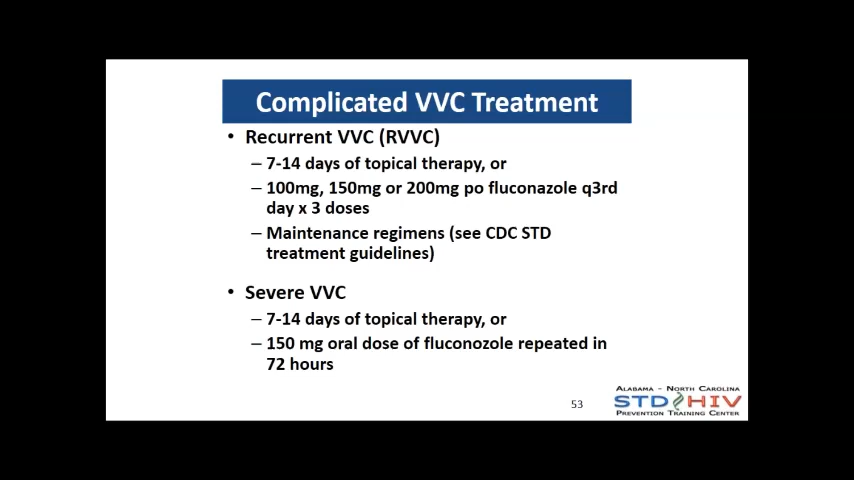 Complicated VVC Treatment
• Recurrent VVC (RVVC)
– 7-14 days of topical therapy, or
– 100mg, 150mg or 200mg po fluconazole q3rd
day x 3 doses
– Maintenance regimens (see CDC STD
treatment guidelines)
• Severe VVC
– 7-14 days of topical therapy, or
– 150 mg oral dose of fluconozole repeated in
72 hours
53
ALABAMA - NORTH CAROLINA
STD HIV
PREVENTION TRAINING CENTER